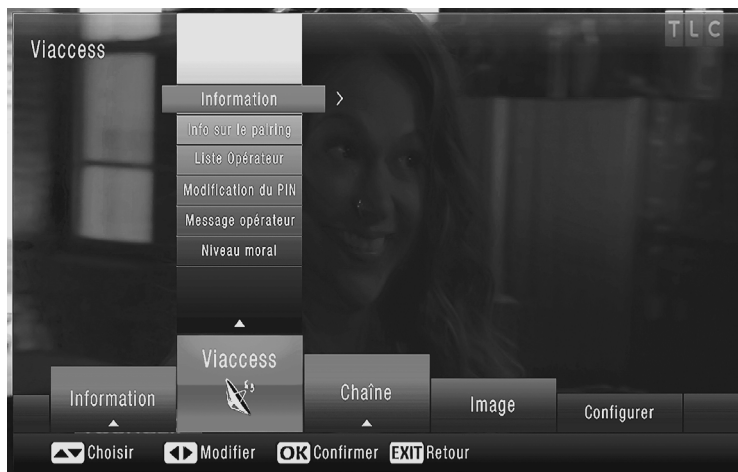 TLC
Viaccess
Information >
Info sur le pairing
Liste Opérateur
Modification du PIN
Message opérateur
Niveau moral
Viaccess
Information
Chaîne
Image
Configurer
Choisir Modifier OK Confirmer EXIT Retour